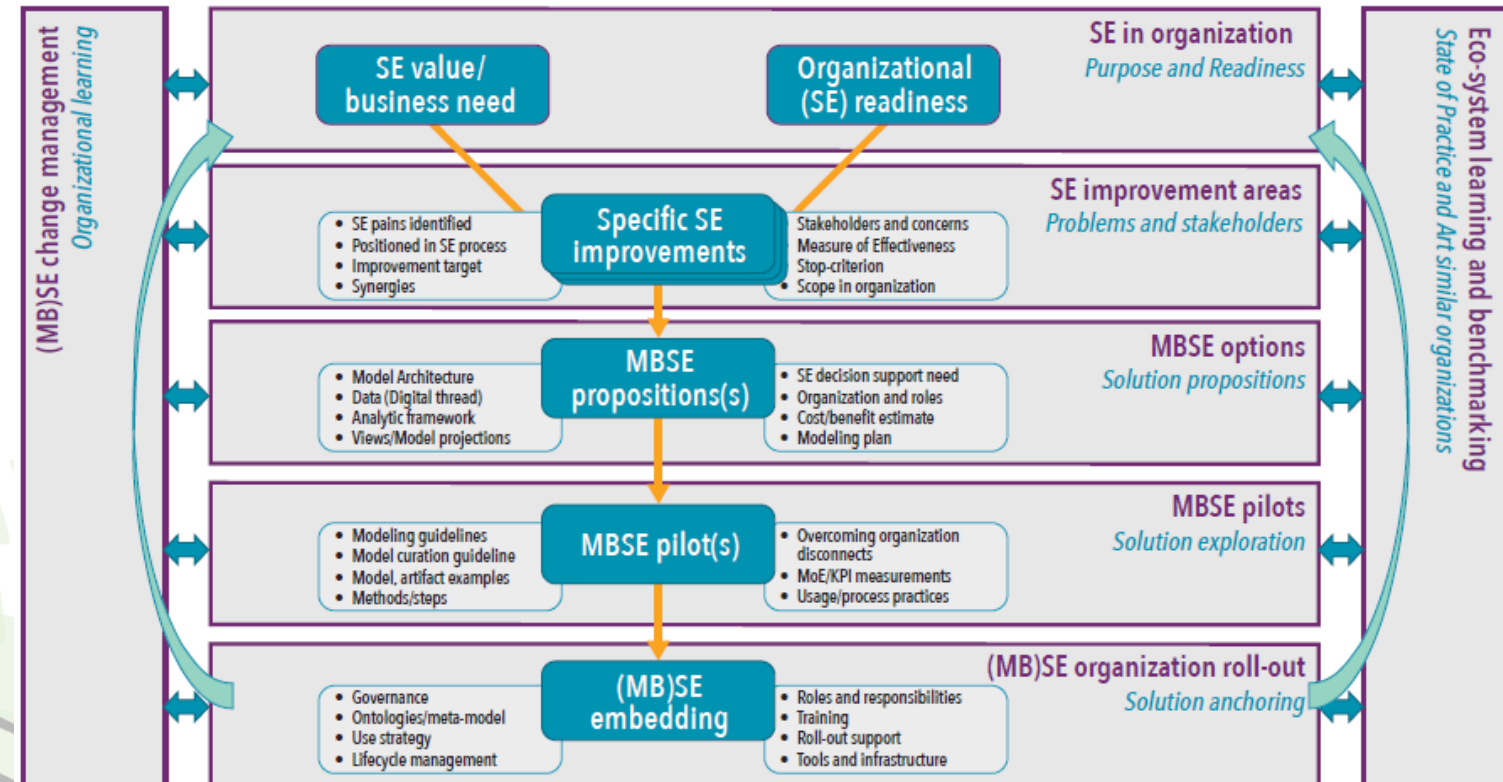 (MB)SE change management
Organizational learning
SE in organization
Purpose and Readiness
SE value/
business need
Organizational
(SE) readiness
SE improvement areas
Problems and stakeholders
• SE pains identified
• Positioned in SE process
• Improvement target
• Synergies
Specific SE
improvements
• Stakeholders and concerns
• Measure of Effectiveness
• Stop-criterion
• Scope in organization
MBSE options
Solution propositions
• Model Architecture
• Data (Digital thread)
• Analytic framework
• Views/Model projections
MBSE
propositions(s)
• SE decision support need
• Organization and roles
• Cost/benefit estimate
• Modeling plan
MBSE pilots
Solution exploration
• Modeling guidelines
• Model curation guideline
• Model, artifact examples
• Methods/steps
MBSE pilot(s)
• Overcoming organization
disconnects
• MoE/KPI measurements
• Usage/process practices
(MB)SE organization roll-out
Solution anchoring
• Governance
• Ontologies/meta-model
• Use strategy
• Lifecycle management
(MB)SE
embedding
• Roles and responsibilities
• Training
• Roll-out support
• Tools and infrastructure
Eco-system learning and benchmarking
State of Practice and Art similar organizations